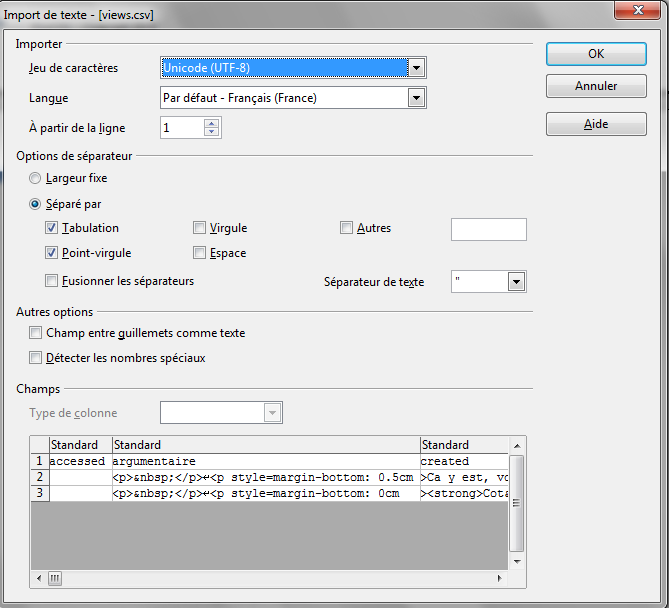 Import de texte - [views.csv]
Importer
Jeu de caractères Unicode (UTF-8)
Langue Par défaut - Français (France)
À partir de la ligne 1
OK
Annuler
Aide
Options de séparateur
Largeur fixe
Séparé par
Tabulation Virgule Autres
Point-virgule Espace
Fusionner les séparateurs Séparateur de texte "
Autres options
Champ entre guillemets comme texte
Détecter les nombres spéciaux
Champs
Type de colonne
Standard Standard Standard
1 accessed argumentaire created
2 <p>&nbsp;</p>↵<p style=margin-bottom: 0.5cm >Ca y est, vo
3 <p>&nbsp;</p>↵<p style=margin-bottom: 0cm ><strong>Cota